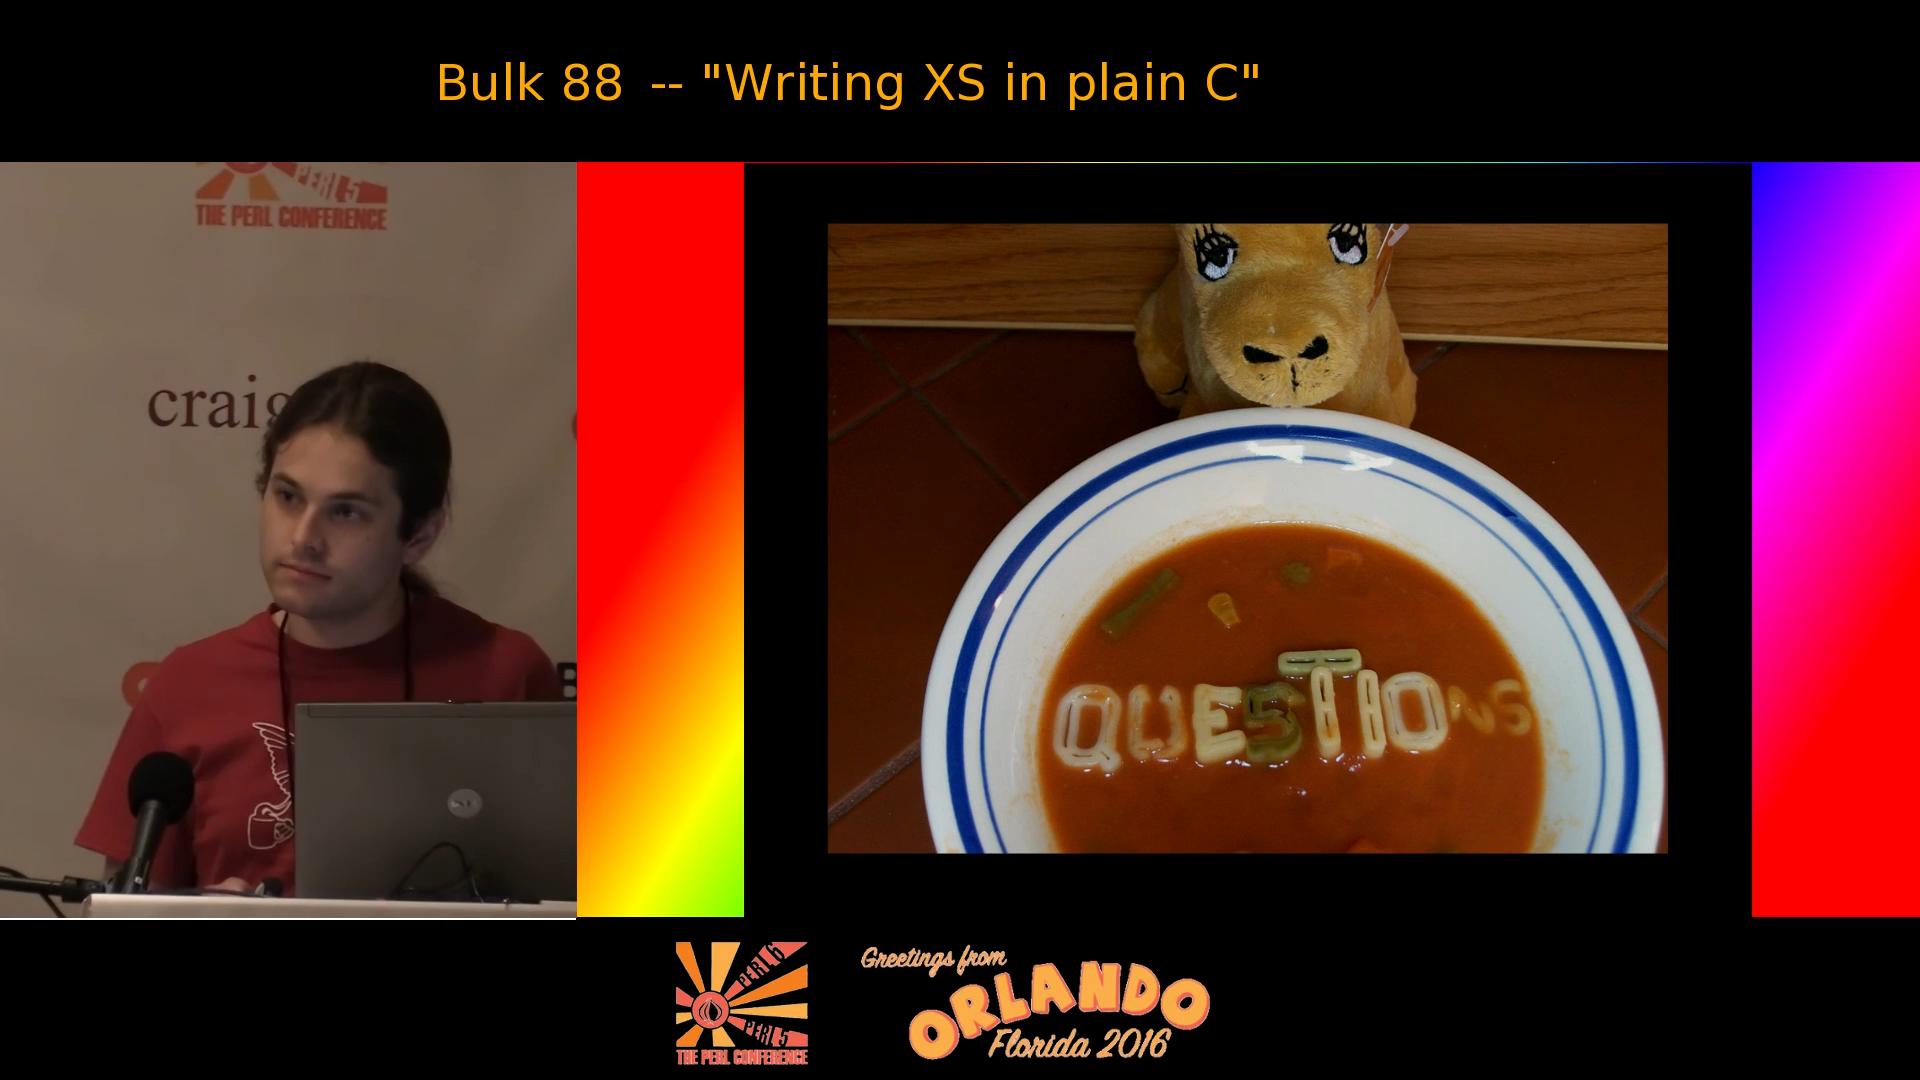 Bulk 88 -- "Writing XS in plain C"
PERL 5
THE PERL CONFERENCE
craig
QUESTIONS
PERL 6
PERL 5
THE PERL CONFERENCE
Greetings from
ORLANDO
Florida 2016